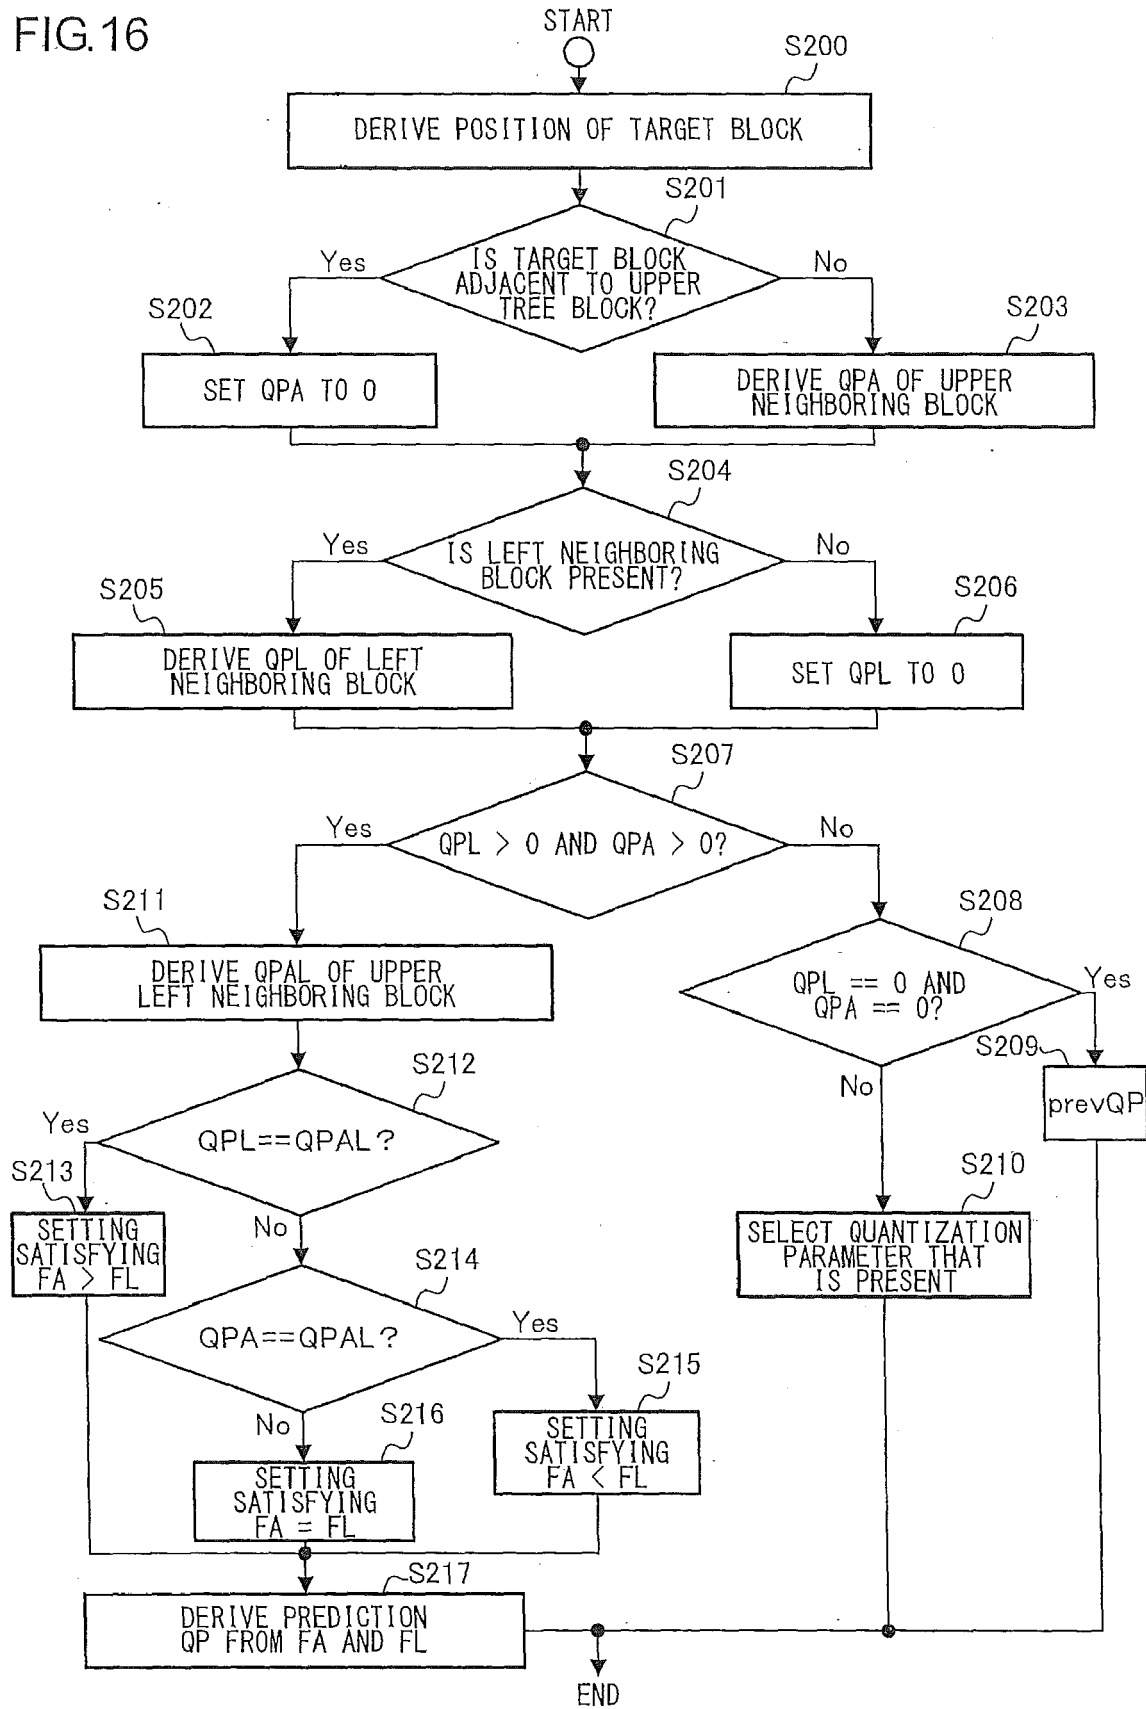 FIG.16
START
S200
DERIVE POSITION OF TARGET BLOCK
S201
IS TARGET BLOCK
ADJACENT TO UPPER
TREE BLOCK?
Yes
No
S202
SET QPA TO 0
S203
DERIVE QPA OF UPPER
NEIGHBORING BLOCK
S204
IS LEFT NEIGHBORING
BLOCK PRESENT?
Yes
No
S205
DERIVE QPL OF LEFT
NEIGHBORING BLOCK
S206
SET QPL TO 0
S207
QPL > 0 AND QPA > 0?
Yes
No
S211
DERIVE QPAL OF UPPER
LEFT NEIGHBORING BLOCK
S208
QPL == 0 AND
QPA == 0?
Yes
No
S209
prevQP
S212
QPL==QPAL?
Yes
No
S213
SETTING
SATISFYING
FA > FL
S210
SELECT QUANTIZATION
PARAMETER THAT
IS PRESENT
S214
QPA==QPAL?
Yes
No
S215
SETTING
SATISFYING
FA < FL
S216
SETTING
SATISFYING
FA = FL
S217
DERIVE PREDICTION
QP FROM FA AND FL
END